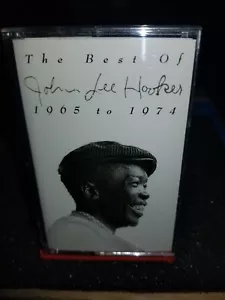 The Best Of
John Lee Hooker
1965 to 1974